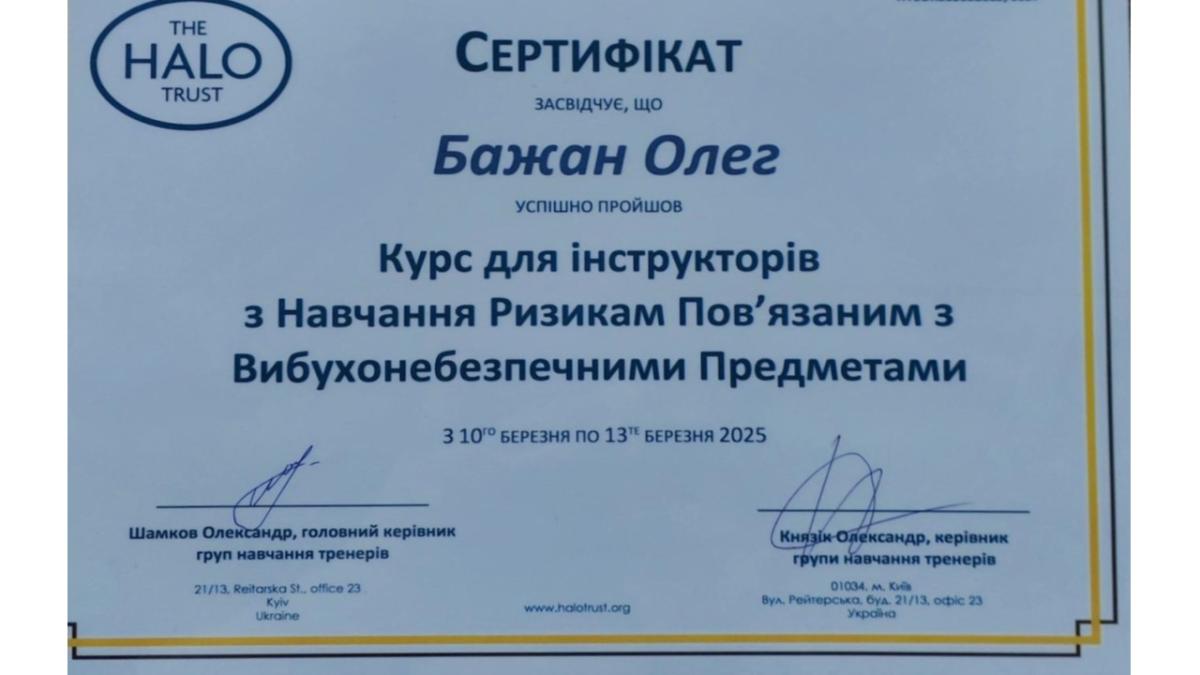 THE
HALO
TRUST
СЕРТИФІКАТ
ЗАСВІДЧУЄ, ЩО
Бажан Олег
УСПІШНО ПРОЙШОВ
Курс для інструкторів
з Навчання Ризикам Пов’язаним з
Вибухонебезпечними Предметами
З 10ГО БЕРЕЗНЯ ПО 13ТЕ БЕРЕЗНЯ 2025
Шамков Олександр, головний керівник
груп навчання тренерів
21/13, Reitarska St., office 23
Kyiv
Ukraine
www.halotrust.org
Князік Олександр, керівник
групи навчання тренерів
01034, м. Київ
Вул. Рейтерська, буд. 21/13, офіс 23
Україна